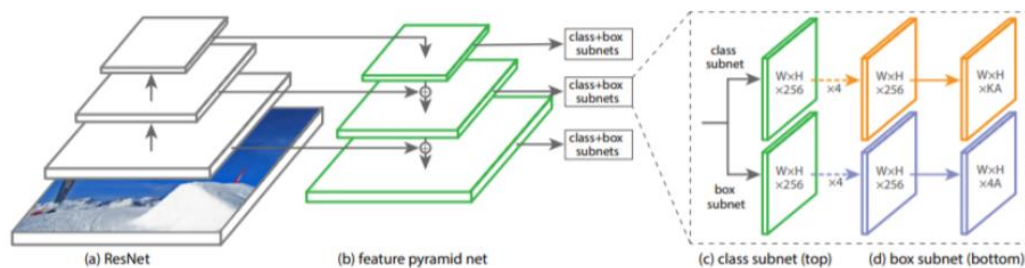 class+box
subnets
class+box
subnets
class+box
subnets
class
subnet
W×H
×256
×4
W×H
×256
W×H
×KA
box
subnet
W×H
×256
×4
W×H
×256
W×H
×4A
(a) ResNet
(b) feature pyramid net
(c) class subnet (top)
(d) box subnet (bottom)